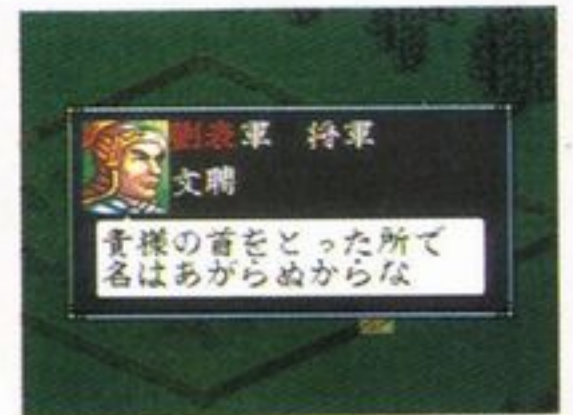 劉表軍　将軍
文聘
貴様の首をとった所で
名はあがらぬからな